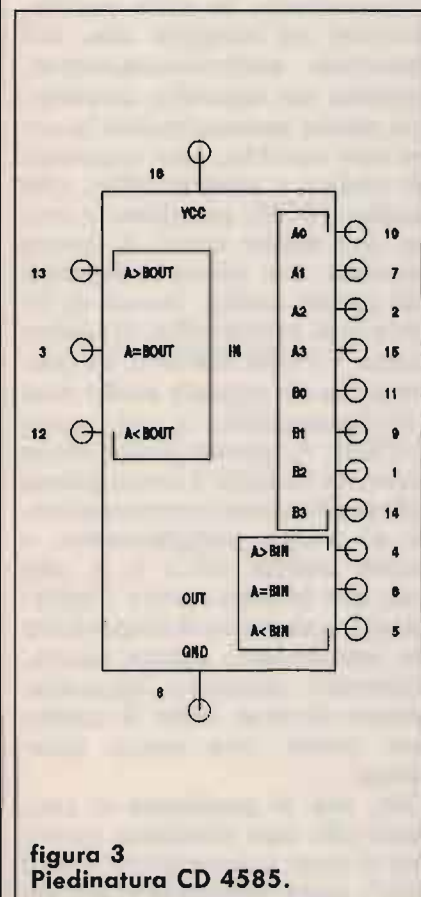 16
VCC
A0 10
13 A>BOUT A1 7
A2 2
3 A=BOUT IN A3 15
B0 11
12 A<BOUT B1 9
B2 1
B3 14
A>BIN 4
OUT A=BIN 6
A<BIN 5
GND
8
figura 3
Piedinatura CD 4585.